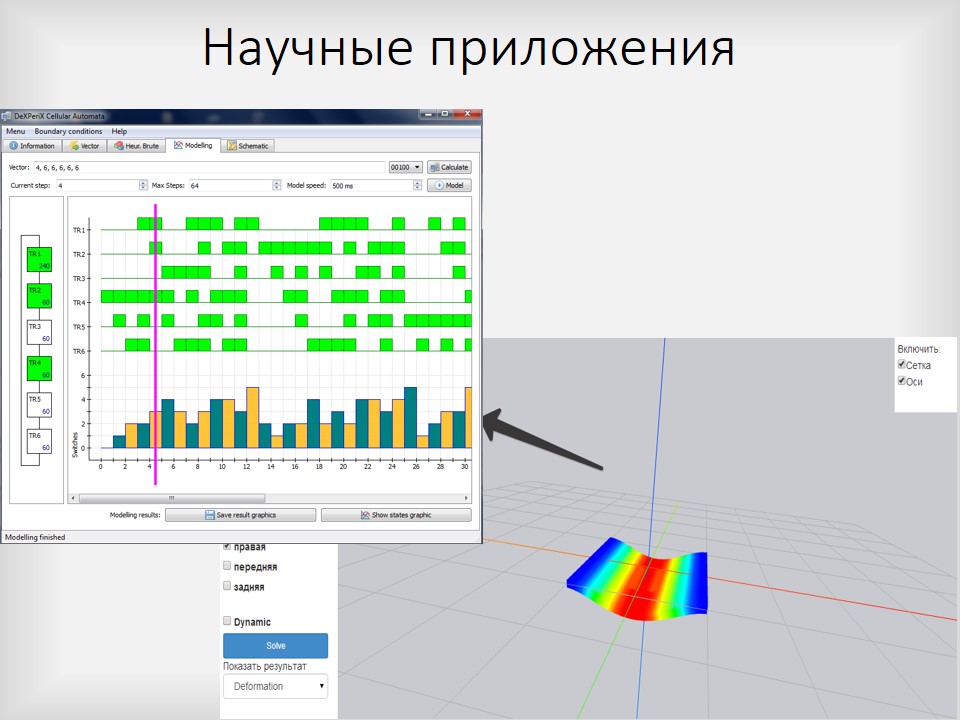 Научные приложения
DeXPeriX Cellular Automata
Menu Boundary conditions Help
Information Vector Heur. Brute Modelling Schematic
Vector: 4, 6, 6, 6, 6, 6 00100 Calculate
Current step: 4 Max Steps: 64 Model speed: 500 ms Model
TR1
240
TR2
60
TR3
60
TR4
60
TR5
60
TR6
60
TR1
TR2
TR3
TR4
TR5
TR6
6
4
2
0
Switches
0 2 4 6 8 10 12 14 16 18 20 22 24 26 28 30
Modelling results: Save result graphics Show states graphic
Modelling finished
Включить:
Сетка
Оси
правая
передняя
задняя
Dynamic
Solve
Показать результат
Deformation